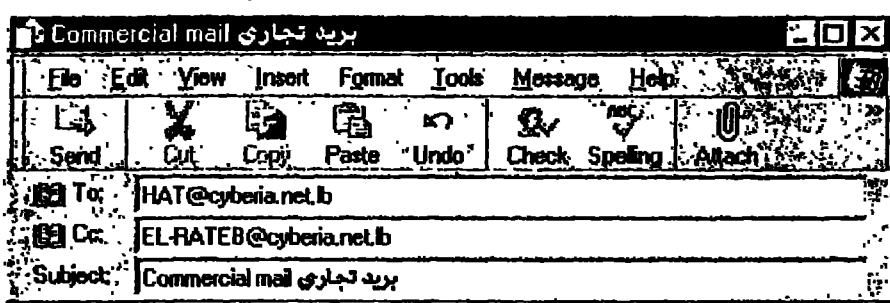 Commercial mail بريد تجاري
File Edit View Insert Format Tools Message Help
Send Cut Copy Paste Undo Check Spelling Attach
To: HAT@cyberia.net.lb
Cc: EL-RATEB@cyberia.net.lb
Subject: Commercial mail بريد تجاري